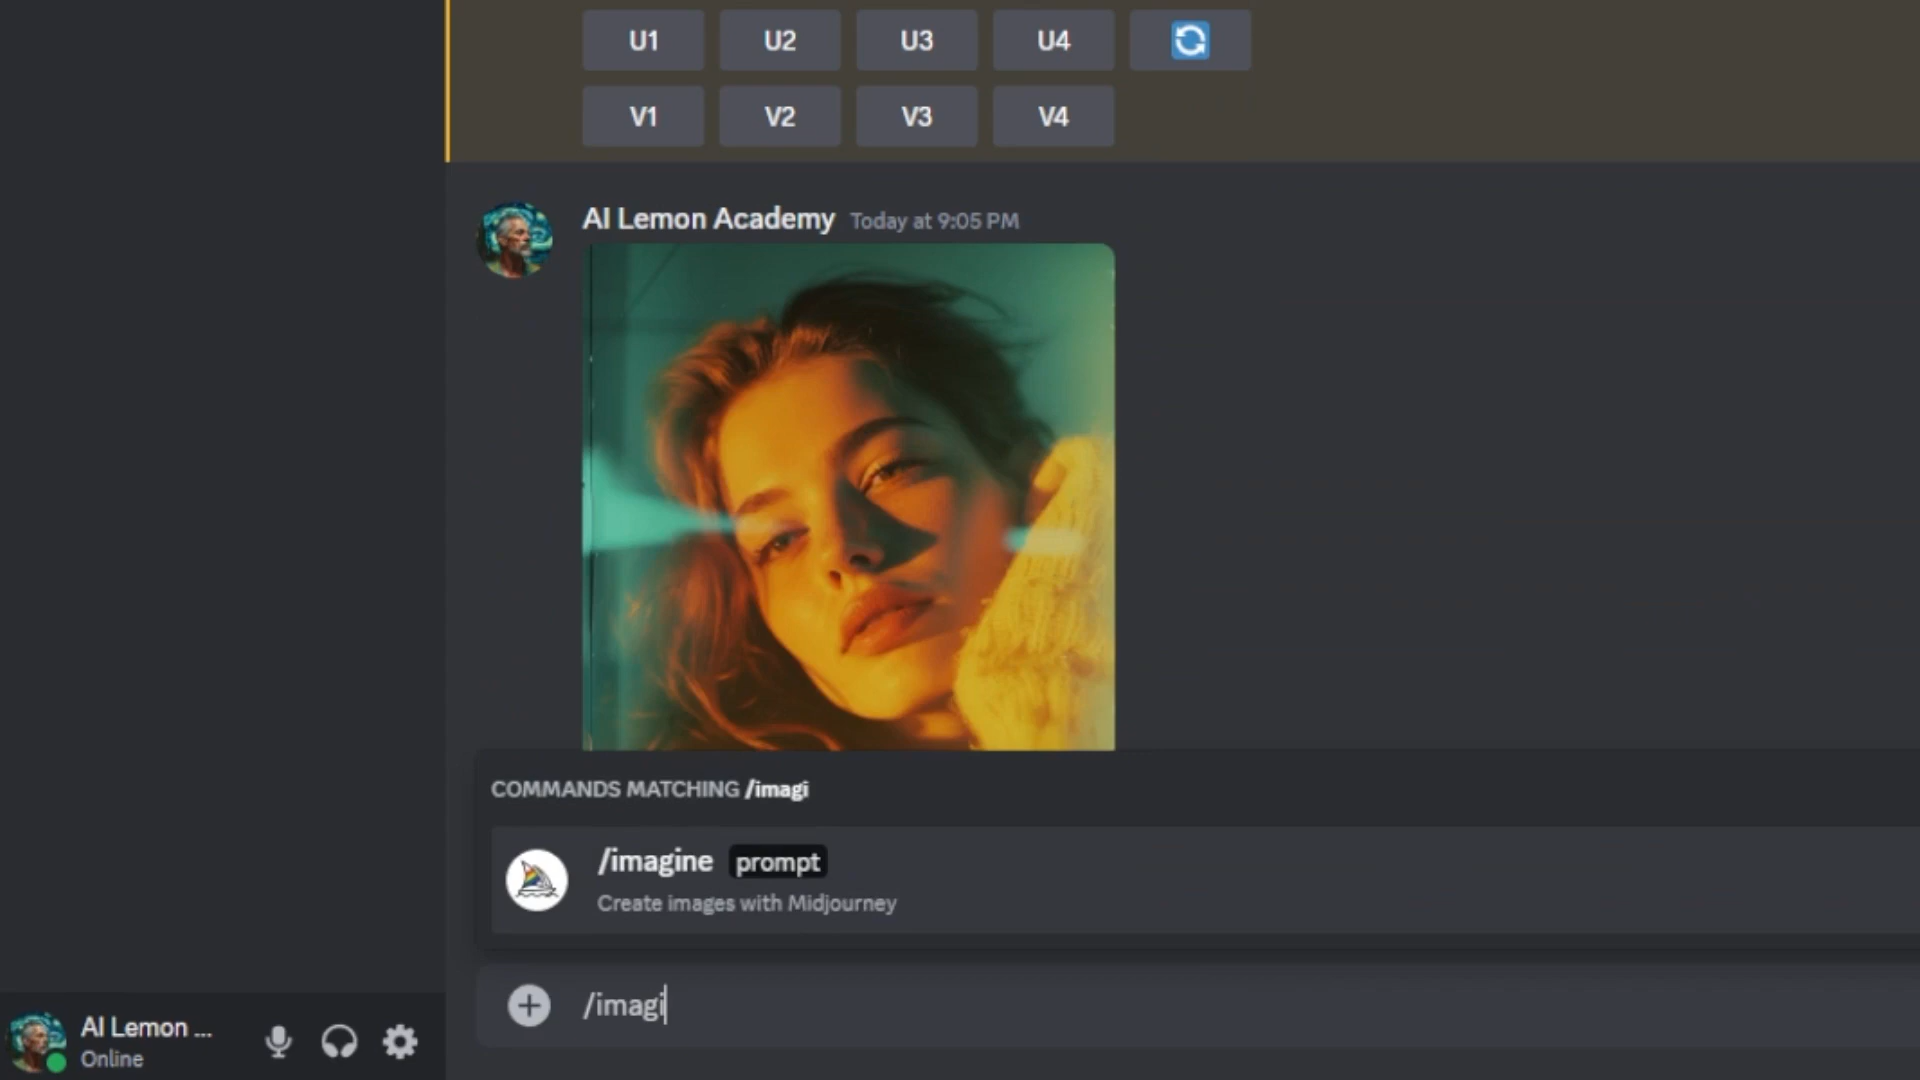 U1 U2 U3 U4
V1 V2 V3 V4
AI Lemon Academy Today at 9:05 PM
COMMANDS MATCHING /imagi
/imagine prompt
Create images with Midjourney
/imagi
AI Lemon ...
Online